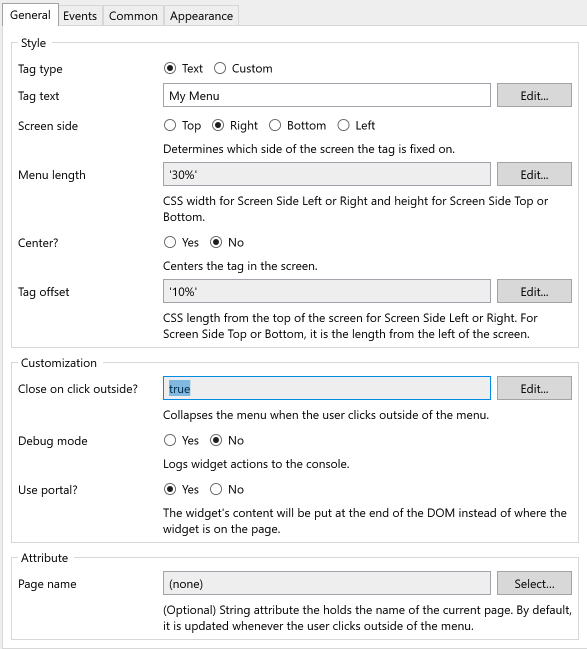 General Events Common Appearance
Style
Tag type Text Custom
Tag text My Menu Edit...
Screen side Top Right Bottom Left
Determines which side of the screen the tag is fixed on.
Menu length '30%' Edit...
CSS width for Screen Side Left or Right and height for Screen Side Top or
Bottom.
Center? Yes No
Centers the tag in the screen.
Tag offset '10%' Edit...
CSS length from the top of the screen for Screen Side Left or Right. For
Screen Side Top or Bottom, it is the length from the left of the screen.
Customization
Close on click outside? true Edit...
Collapses the menu when the user clicks outside of the menu.
Debug mode Yes No
Logs widget actions to the console.
Use portal? Yes No
The widget's content will be put at the end of the DOM instead of where the
widget is on the page.
Attribute
Page name (none) Select...
(Optional) String attribute the holds the name of the current page. By default,
it is updated whenever the user clicks outside of the menu.